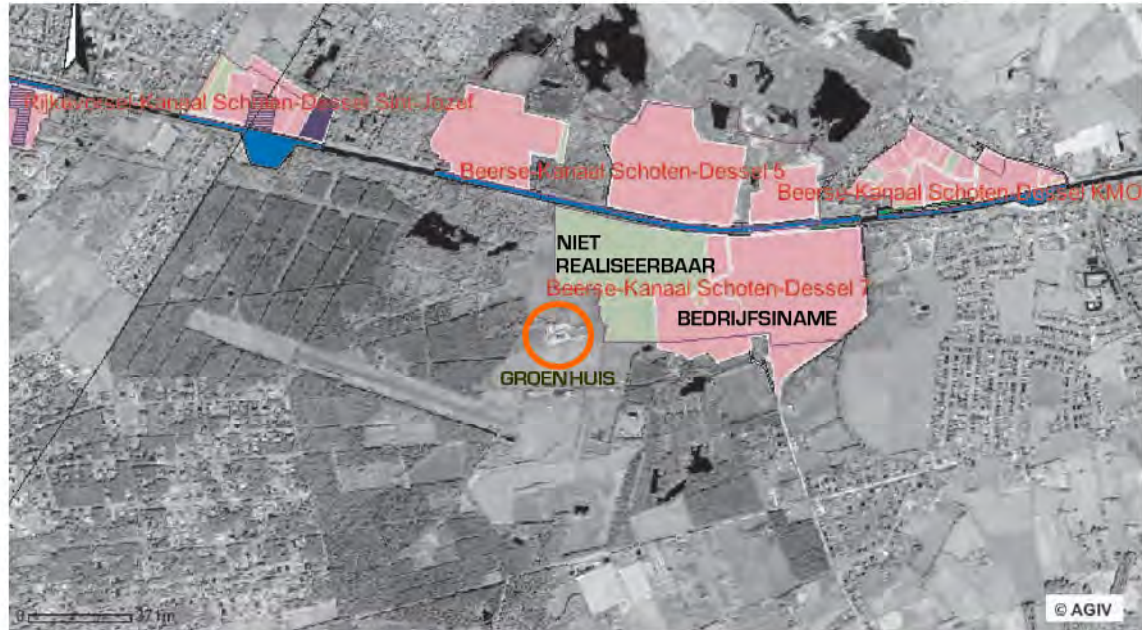 Rijkevorsel-Kanaal Schoten-Dessel Sint-Jozef
Beerse-Kanaal Schoten-Dessel 5
Beerse-Kanaal Schoten-Dessel KMO
NIET
REALISEERBAAR
Beerse-Kanaal Schoten-Dessel 7
BEDRIJFSINAME
GROEN HUIS
© AGIV